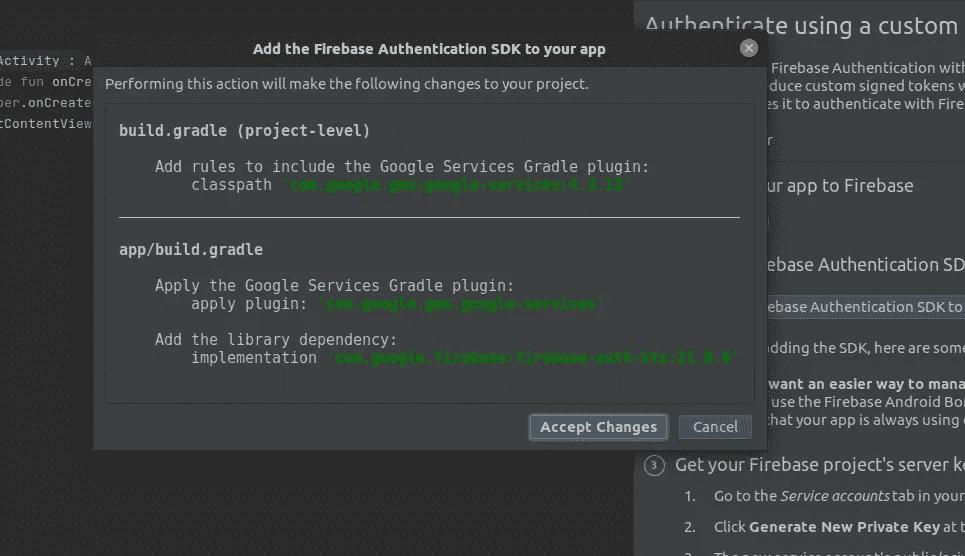 Authenticate using a custom
Activity : A
de fun onCre
per.onCreate
tContentView
Add the Firebase Authentication SDK to your app
Performing this action will make the following changes to your project.
build.gradle (project-level)
Add rules to include the Google Services Gradle plugin:
classpath 'com.google.gms:google-services:4.3.13'
app/build.gradle
Apply the Google Services Gradle plugin:
apply plugin: 'com.google.gms.google-services'
Add the library dependency:
implementation 'com.google.firebase:firebase-auth-ktx:21.0.6'
Accept Changes
Cancel
Firebase Authentication with
duce custom signed tokens w
es it to authenticate with Fire
r
ur app to Firebase
ebase Authentication SD
ebase Authentication SDK to
adding the SDK, here are some
want an easier way to mana
use the Firebase Android Bo
that your app is always using
3 Get your Firebase project's server ke
1. Go to the Service accounts tab in your
2. Click Generate New Private Key at t